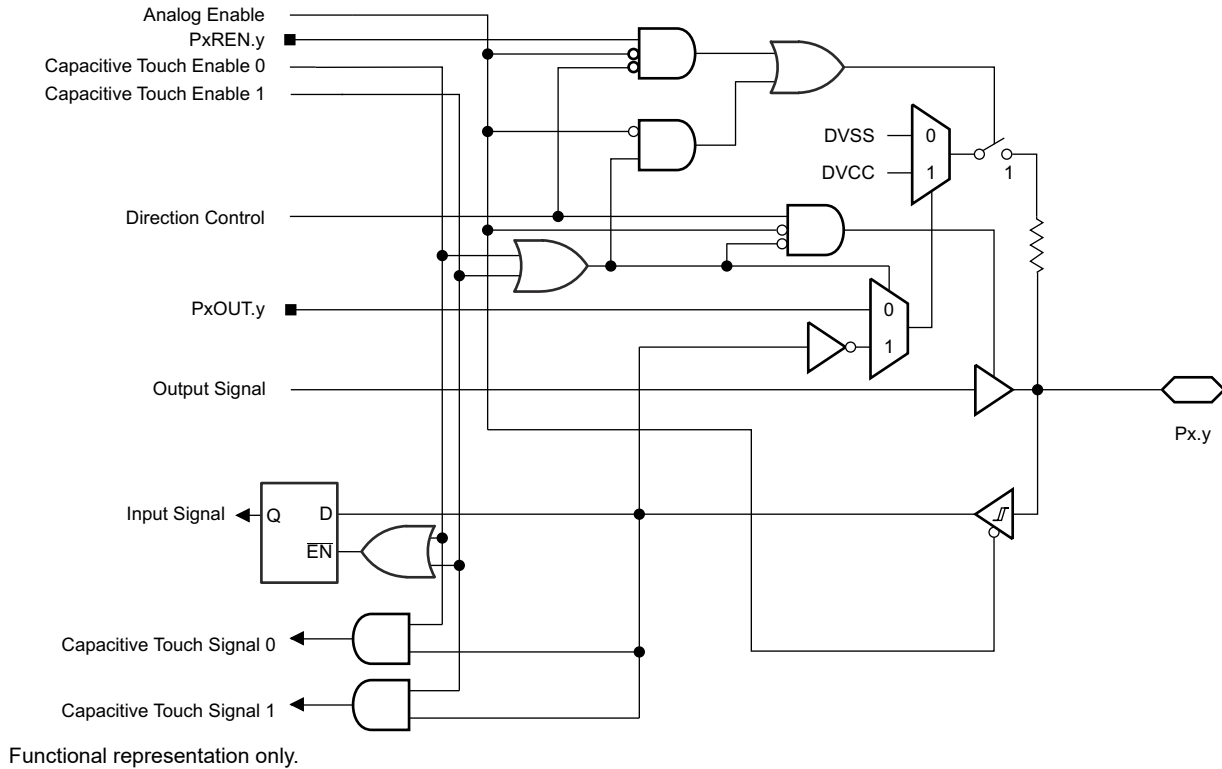 Analog Enable
PxREN.y
Capacitive Touch Enable 0
Capacitive Touch Enable 1
DVSS
0
DVCC
1
1
Direction Control
PxOUT.y
0
1
Output Signal
Px.y
Input Signal
Q
D
EN
Capacitive Touch Signal 0
Capacitive Touch Signal 1
Functional representation only.